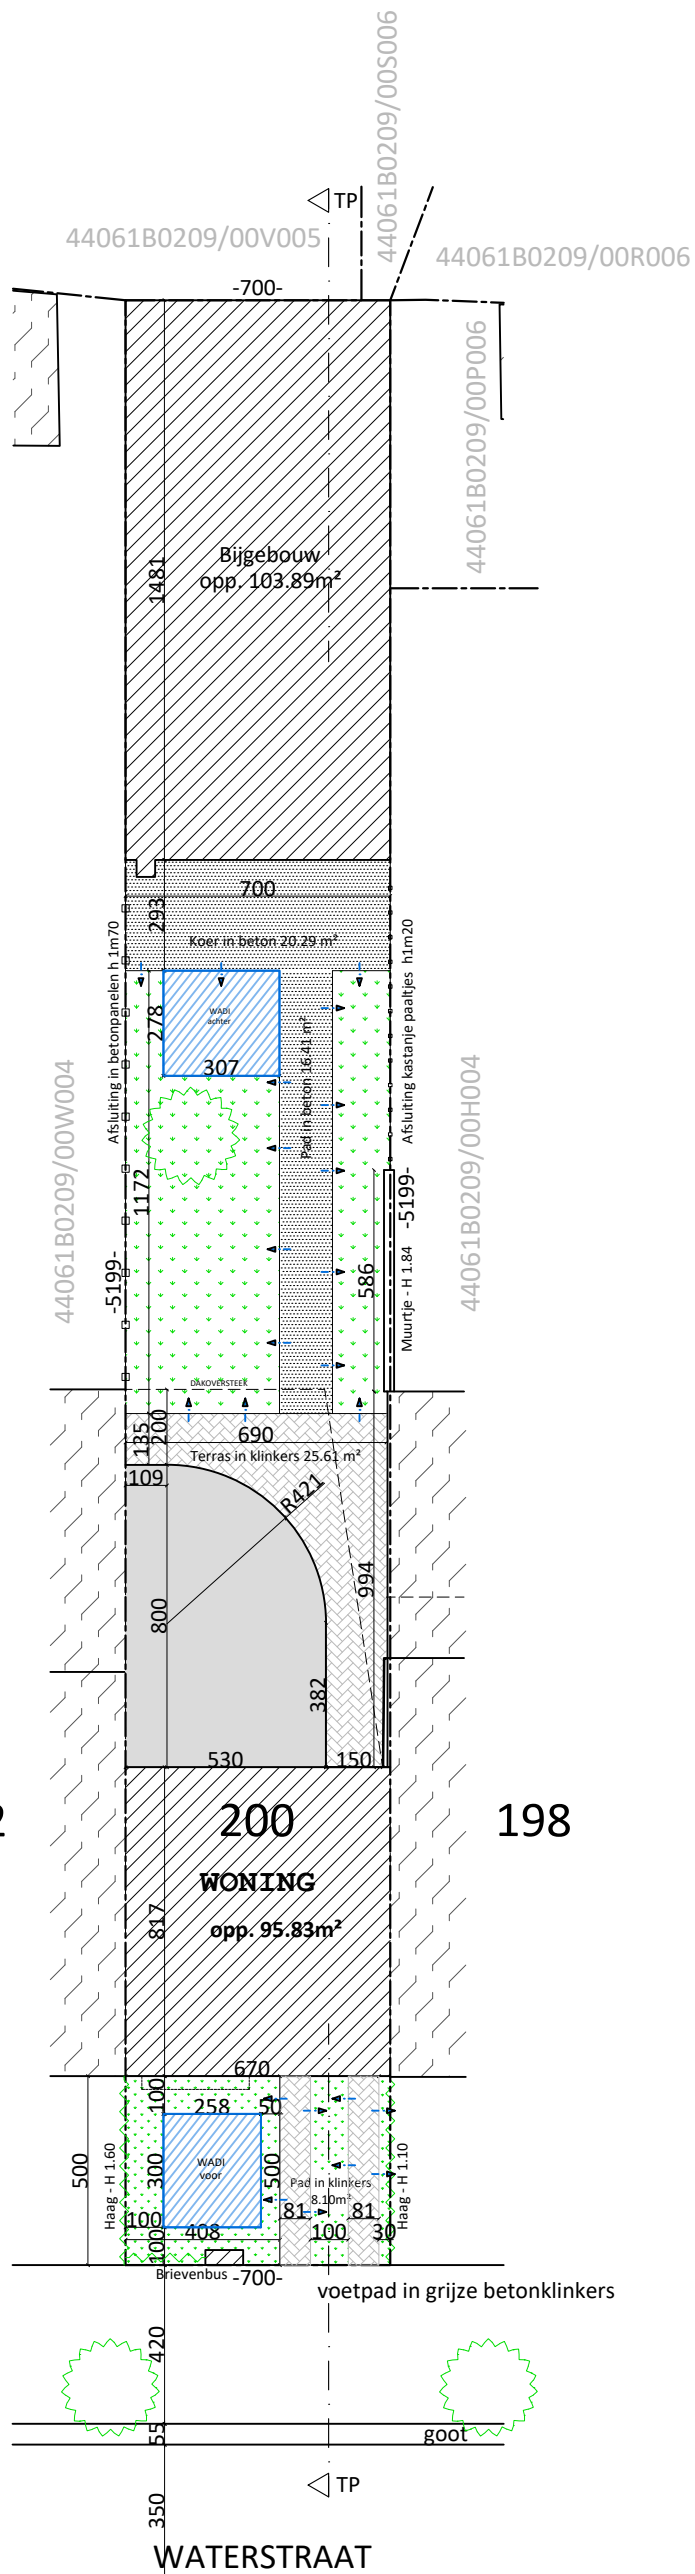 44061B0209/00S006
TP
44061B0209/00V005
44061B0209/00R006
-700-
44061B0209/00P006
Bijgebouw
opp. 103.89m²
1481
700
293
Koer in beton 20.29 m²
Afsluiting in betonpanelen h 1m70
Afsluiting kastanje paaltjes h1m20
WADI
achter
278
307
Pad in beton 16.41 m²
44061B0209/00W004
44061B0209/00H004
1172
-5199-
-5199-
586
Muurtje - H 1.84
DAKOVERSTEEK
135
200
690
Terras in klinkers 25.61 m²
109
R421
994
800
382
530
150
2
200
198
WONING
opp. 95.83m²
817
670
100
258
50
500
Haag - H 1.60
300
WADI
voor
500
Pad in klinkers
8.10m²
Haag - H 1.10
81
81
100
408
100
30
100
Brievenbus
-700-
voetpad in grijze betonklinkers
420
55
goot
TP
350
WATERSTRAAT